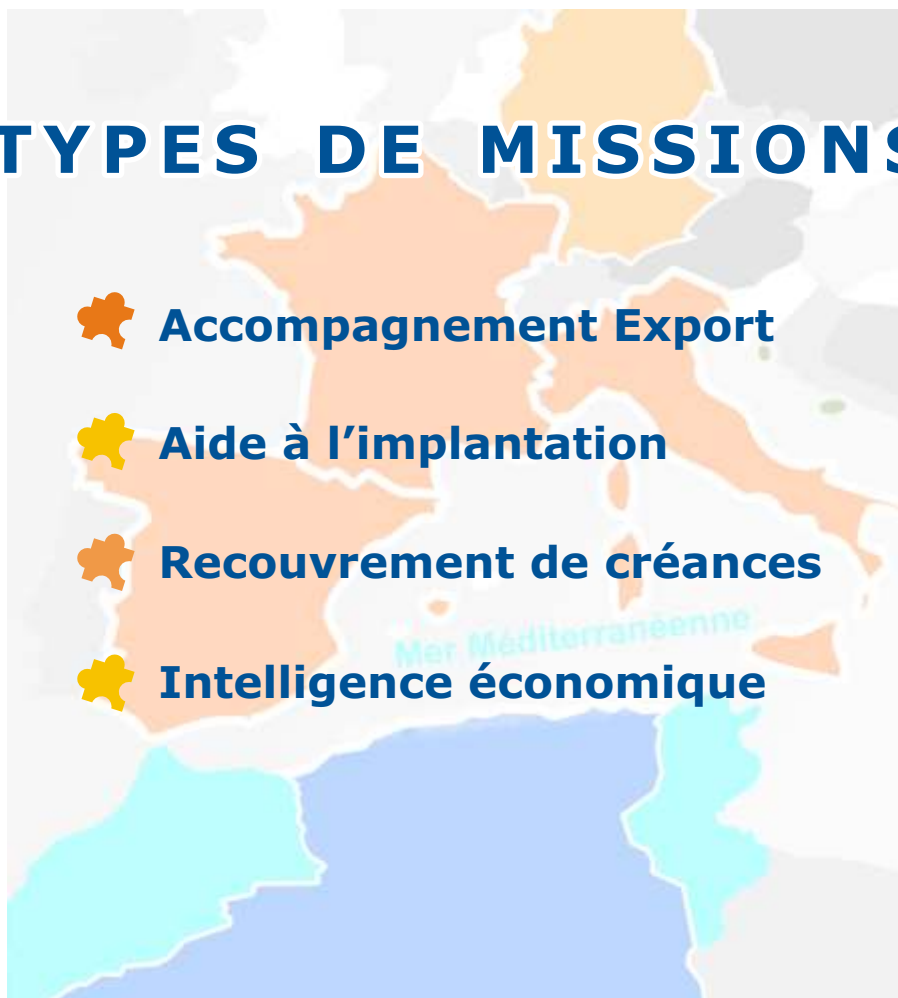 TYPES DE MISSIONS
Accompagnement Export
Aide à l’implantation
Recouvrement de créances
Mer Méditerranéenne
Intelligence économique